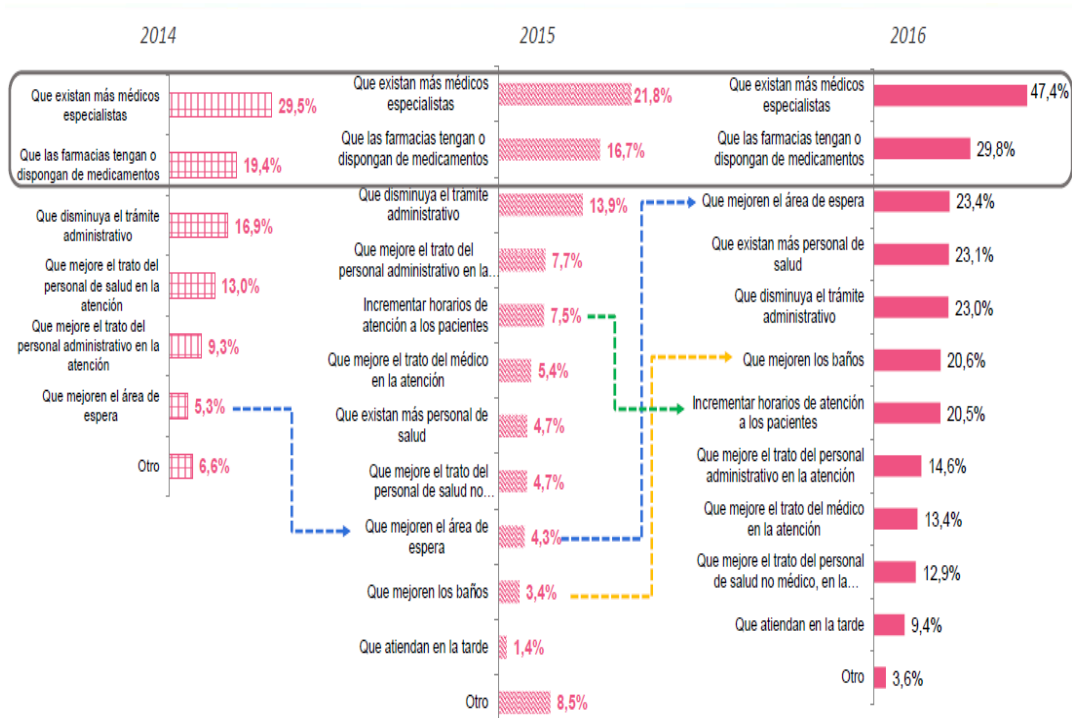 2014
Que existan más médicos
especialistas
29,5%
Que las farmacias tengan o
dispongan de medicamentos
19,4%
Que disminuya el trámite
administrativo
16,9%
Que mejore el trato del
personal de salud en la
atención
13,0%
Que mejore el trato del
personal administrativo en la
atención
9,3%
Que mejoren el área de
espera
5,3%
Otro
6,6%
2015
Que existan más médicos
especialistas
21,8%
Que las farmacias tengan o
dispongan de medicamentos
16,7%
Que disminuya el trámite
administrativo
13,9%
Que mejore el trato del
personal administrativo en la...
7,7%
Incrementar horarios de
atención a los pacientes
7,5%
Que mejore el trato del médico
en la atención
5,4%
Que existan más personal de
salud
4,7%
Que mejore el trato del
personal de salud no...
4,7%
Que mejoren el área de
espera
4,3%
Que mejoren los baños
3,4%
Que atiendan en la tarde
1,4%
Otro
8,5%
2016
Que existan más médicos
especialistas
47,4%
Que las farmacias tengan o
dispongan de medicamentos
29,8%
Que mejoren el área de espera
23,4%
Que existan más personal de
salud
23,1%
Que disminuya el trámite
administrativo
23,0%
Que mejoren los baños
20,6%
Incrementar horarios de atención
a los pacientes
20,5%
Que mejore el trato del personal
administrativo en la atención
14,6%
Que mejore el trato del médico
en la atención
13,4%
Que mejore el trato del personal
de salud no médico, en la...
12,9%
Que atiendan en la tarde
9,4%
Otro
3,6%